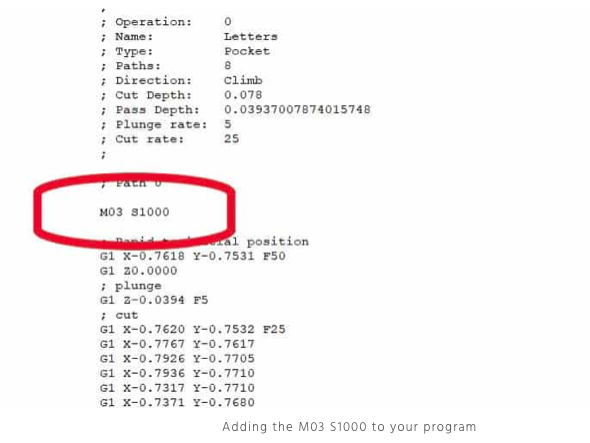 ;
; Operation: 0
; Name: Letters
; Type: Pocket
; Paths: 8
; Direction: Climb
; Cut Depth: 0.078
; Pass Depth: 0.03937007874015748
; Plunge rate: 5
; Cut rate: 25
;
; Path 0
M03 S1000
; Rapid to initial position
G1 X-0.7618 Y-0.7531 F50
G1 Z0.0000
; plunge
G1 Z-0.0394 F5
; cut
G1 X-0.7620 Y-0.7532 F25
G1 X-0.7767 Y-0.7617
G1 X-0.7926 Y-0.7705
G1 X-0.7936 Y-0.7710
G1 X-0.7317 Y-0.7710
G1 X-0.7371 Y-0.7680
Adding the M03 S1000 to your program